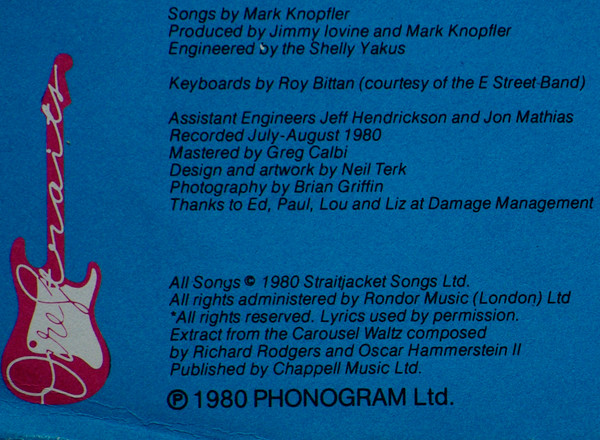 Songs by Mark Knopfler
Produced by Jimmy Iovine and Mark Knopfler
Engineered by the Shelly Yakus
Keyboards by Roy Bittan (courtesy of the E Street Band)
Assistant Engineers Jeff Hendrickson and Jon Mathias
Recorded July-August 1980
Mastered by Greg Calbi
Design and artwork by Neil Terk
Photography by Brian Griffin
Thanks to Ed, Paul, Lou and Liz at Damage Management
Dire Straits
All Songs © 1980 Straitjacket Songs Ltd.
All rights administered by Rondor Music (London) Ltd
*All rights reserved. Lyrics used by permission.
Extract from the Carousel Waltz composed
by Richard Rodgers and Oscar Hammerstein II
Published by Chappell Music Ltd.
℗ 1980 PHONOGRAM Ltd.